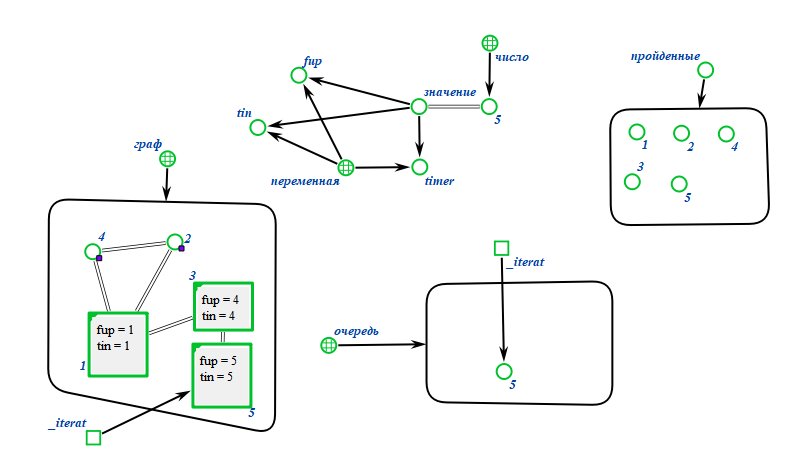 fup
число
пройденные
значение
tin
5
граф
1
2
4
переменная
timer
3
5
4
2
_iterat
3
fup = 4
tin = 4
fup = 1
tin = 1
очередь
fup = 5
tin = 5
1
5
5
_iterat